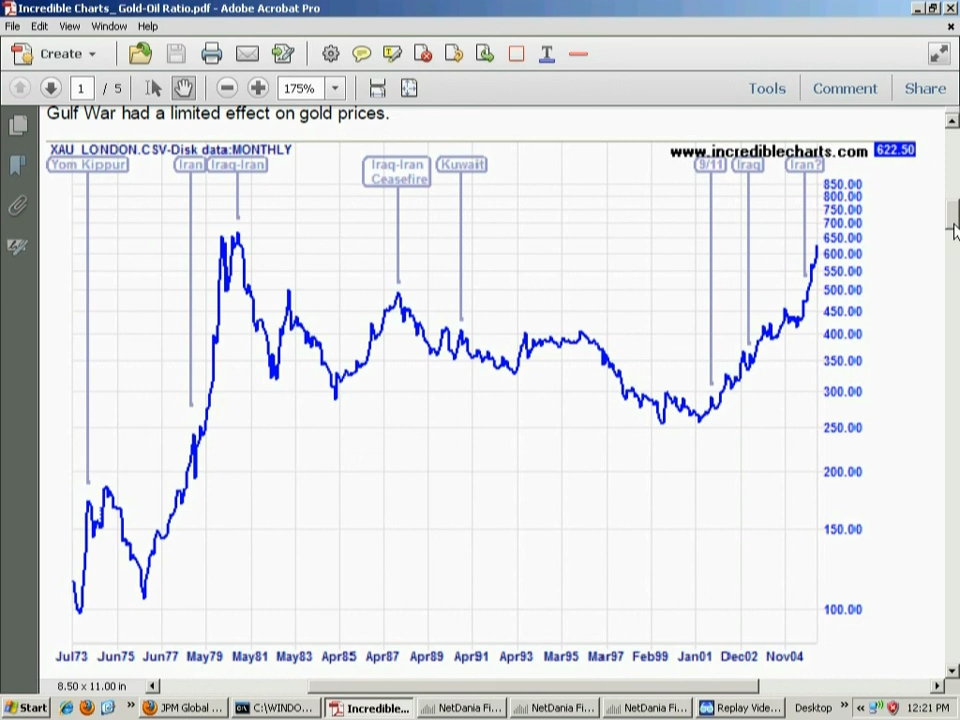 Incredible Charts_ Gold-Oil Ratio.pdf - Adobe Acrobat Pro
File Edit View Window Help
Create
1 / 5 175% Tools Comment Share
Gulf War had a limited effect on gold prices.
XAU_LONDON.CSV-Disk data:MONTHLY
www.incrediblecharts.com 622.50
Yom Kippur Iran Iraq-Iran Iraq-Iran Kuwait 9/11 Iraq Iran?
Ceasefire
850.00
800.00
750.00
700.00
650.00
600.00
550.00
500.00
450.00
400.00
350.00
300.00
250.00
200.00
150.00
100.00
Jul73 Jun75 Jun77 May79 May81 May83 Apr85 Apr87 Apr89 Apr91 Apr93 Mar95 Mar97 Feb99 Jan01 Dec02 Nov04
8.50 x 11.00 in
Start JPM Global ... C:\WINDO... Incredible... NetDania Fi... NetDania Fi... NetDania Fi... Replay Vide... Desktop 12:21 PM